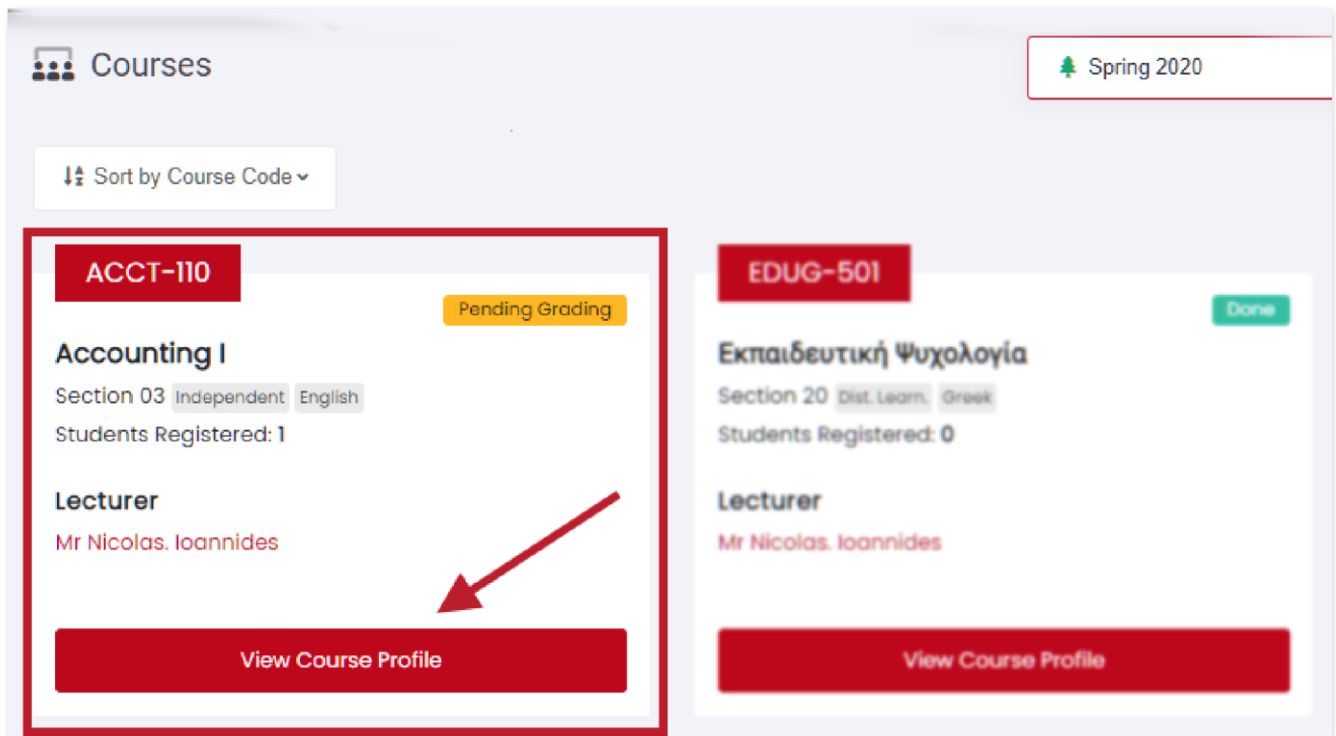 Courses
Spring 2020
Sort by Course Code
ACCT-110
Pending Grading
Accounting I
Section 03 Independent English
Students Registered: 1
Lecturer
Mr Nicolas. Ioannides
View Course Profile
EDUG-501
Done
Εκπαιδευτική Ψυχολογία
Section 20 Dist. Learn. Greek
Students Registered: 0
Lecturer
Mr Nicolas. Ioannides
View Course Profile